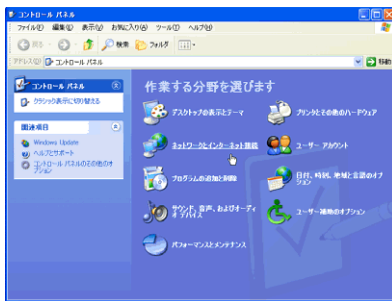 コントロール パネル
ファイル(F) 編集(E) 表示(V) お気に入り(A) ツール(T) ヘルプ(H)
戻る 検索 フォルダ
アドレス(D) コントロール パネル 移動
コントロール パネル
クラシック表示に切り替える
関連項目
Windows Update
ヘルプとサポート
コントロール パネルのその他のオプション
作業する分野を選びます
デスクトップの表示とテーマ
プリンタとその他のハードウェア
ネットワークとインターネット接続
ユーザー アカウント
プログラムの追加と削除
日付、時刻、地域と言語のオプション
サウンド、音声、およびオーディオ デバイス
ユーザー補助のオプション
パフォーマンスとメンテナンス